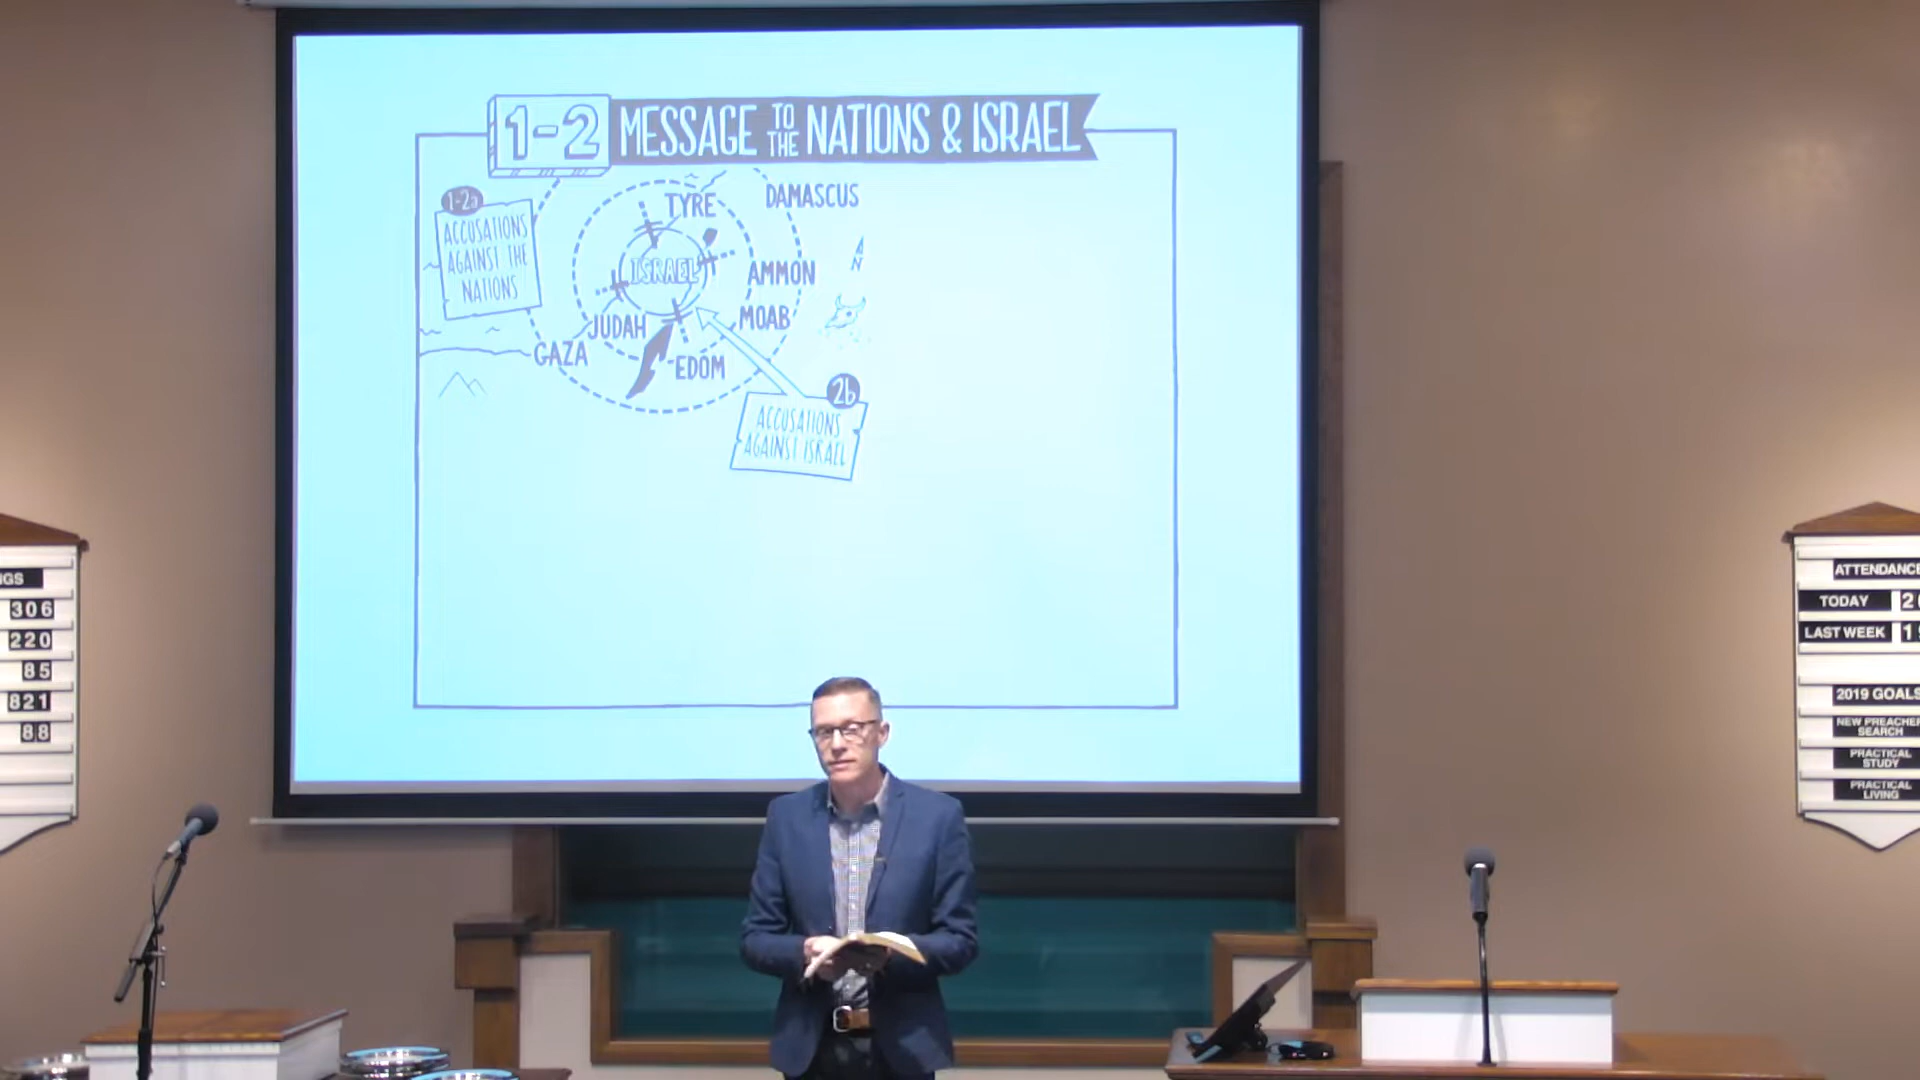 1-2 MESSAGE TO THE NATIONS & ISRAEL
1-2a
ACCUSATIONS
AGAINST THE
NATIONS
TYRE
DAMASCUS
ISRAEL
AMMON
N
JUDAH
MOAB
GAZA
EDOM
2b
ACCUSATIONS
AGAINST ISRAEL
306
220
85
821
88
ATTENDANCE
TODAY
LAST WEEK
2019 GOALS
NEW PREACHER
SEARCH
PRACTICAL
STUDY
PRACTICAL
LIVING